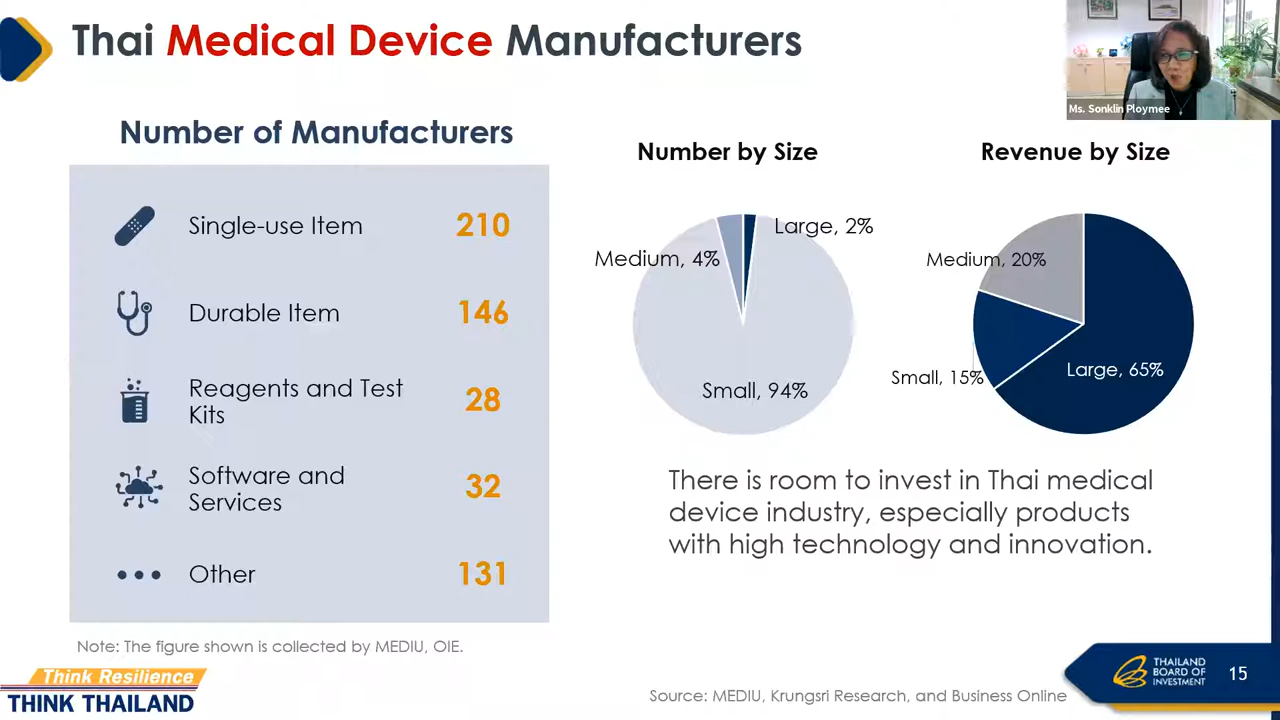 Thai Medical Device Manufacturers
Ms. Sonklin Ploymee
Number of Manufacturers
Single-use Item 210
Durable Item 146
Reagents and Test
Kits
28
Software and
Services
32
Other 131
Note: The figure shown is collected by MEDIU, OIE.
Number by Size
Large, 2%
Medium, 4%
Small, 94%
Revenue by Size
Medium, 20%
Small, 15%
Large, 65%
There is room to invest in Thai medical
device industry, especially products
with high technology and innovation.
Think Resilience
THINK THAILAND
Source: MEDIU, Krungsri Research, and Business Online
THAILAND
BOARD OF
INVESTMENT
15